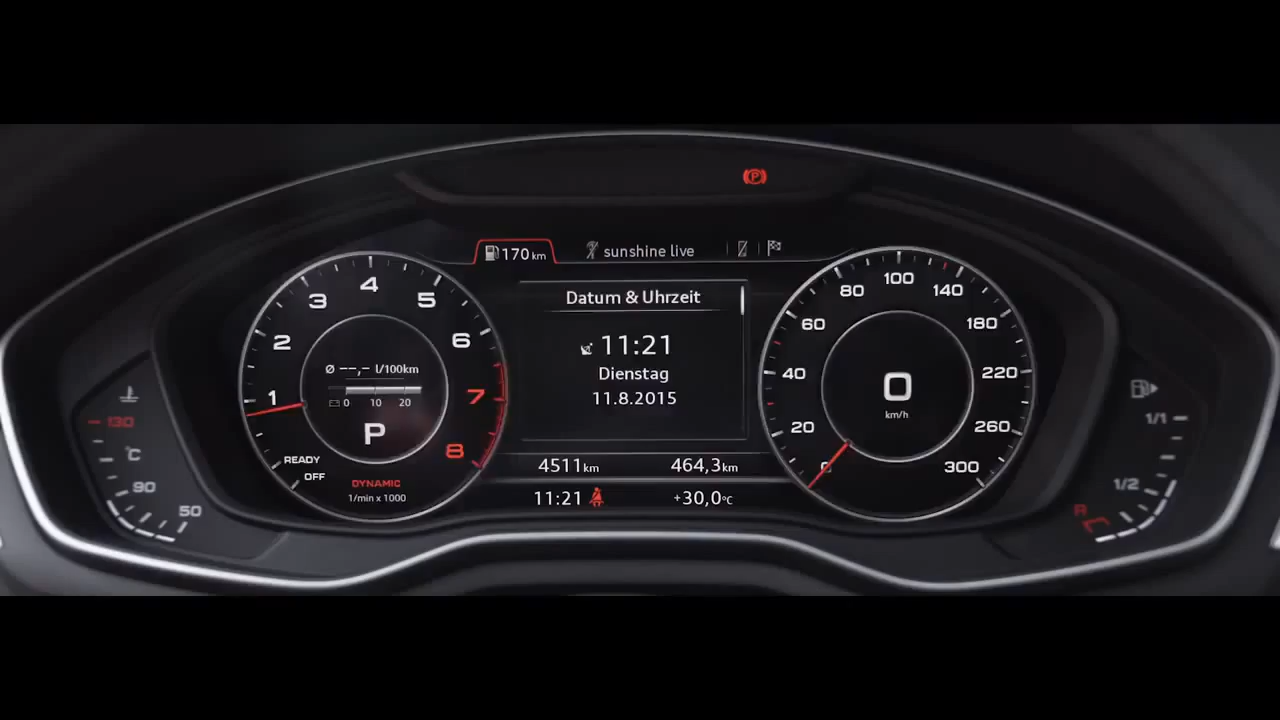 170 km
sunshine live
Datum & Uhrzeit
11:21
Dienstag
11.8.2015
4511 km
464,3 km
11:21
+30,0 °C
1
2
3
4
5
6
7
8
Ø --,- l/100km
0 10 20
P
READY
OFF
DYNAMIC
1/min x 1000
0
20
40
60
80
100
140
180
220
260
300
0
km/h
130
°C
90
50
1/1
1/2
R
P